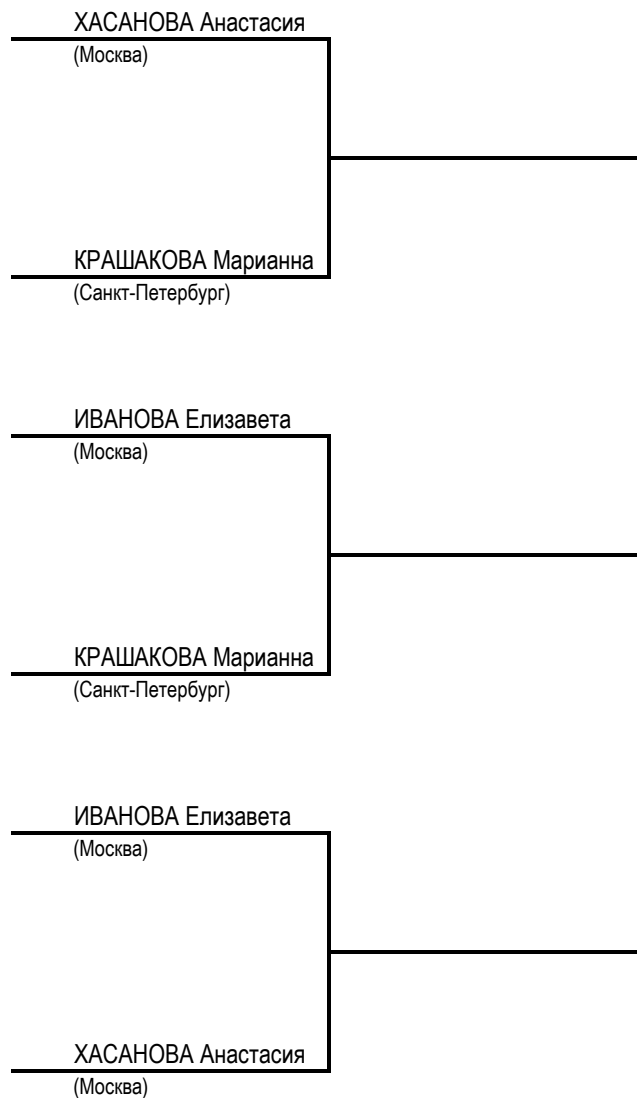 ХАСАНОВА Анастасия
(Москва)
КРАШАКОВА Марианна
(Санкт-Петербург)
ИВАНОВА Елизавета
(Москва)
КРАШАКОВА Марианна
(Санкт-Петербург)
ИВАНОВА Елизавета
(Москва)
ХАСАНОВА Анастасия
(Москва)